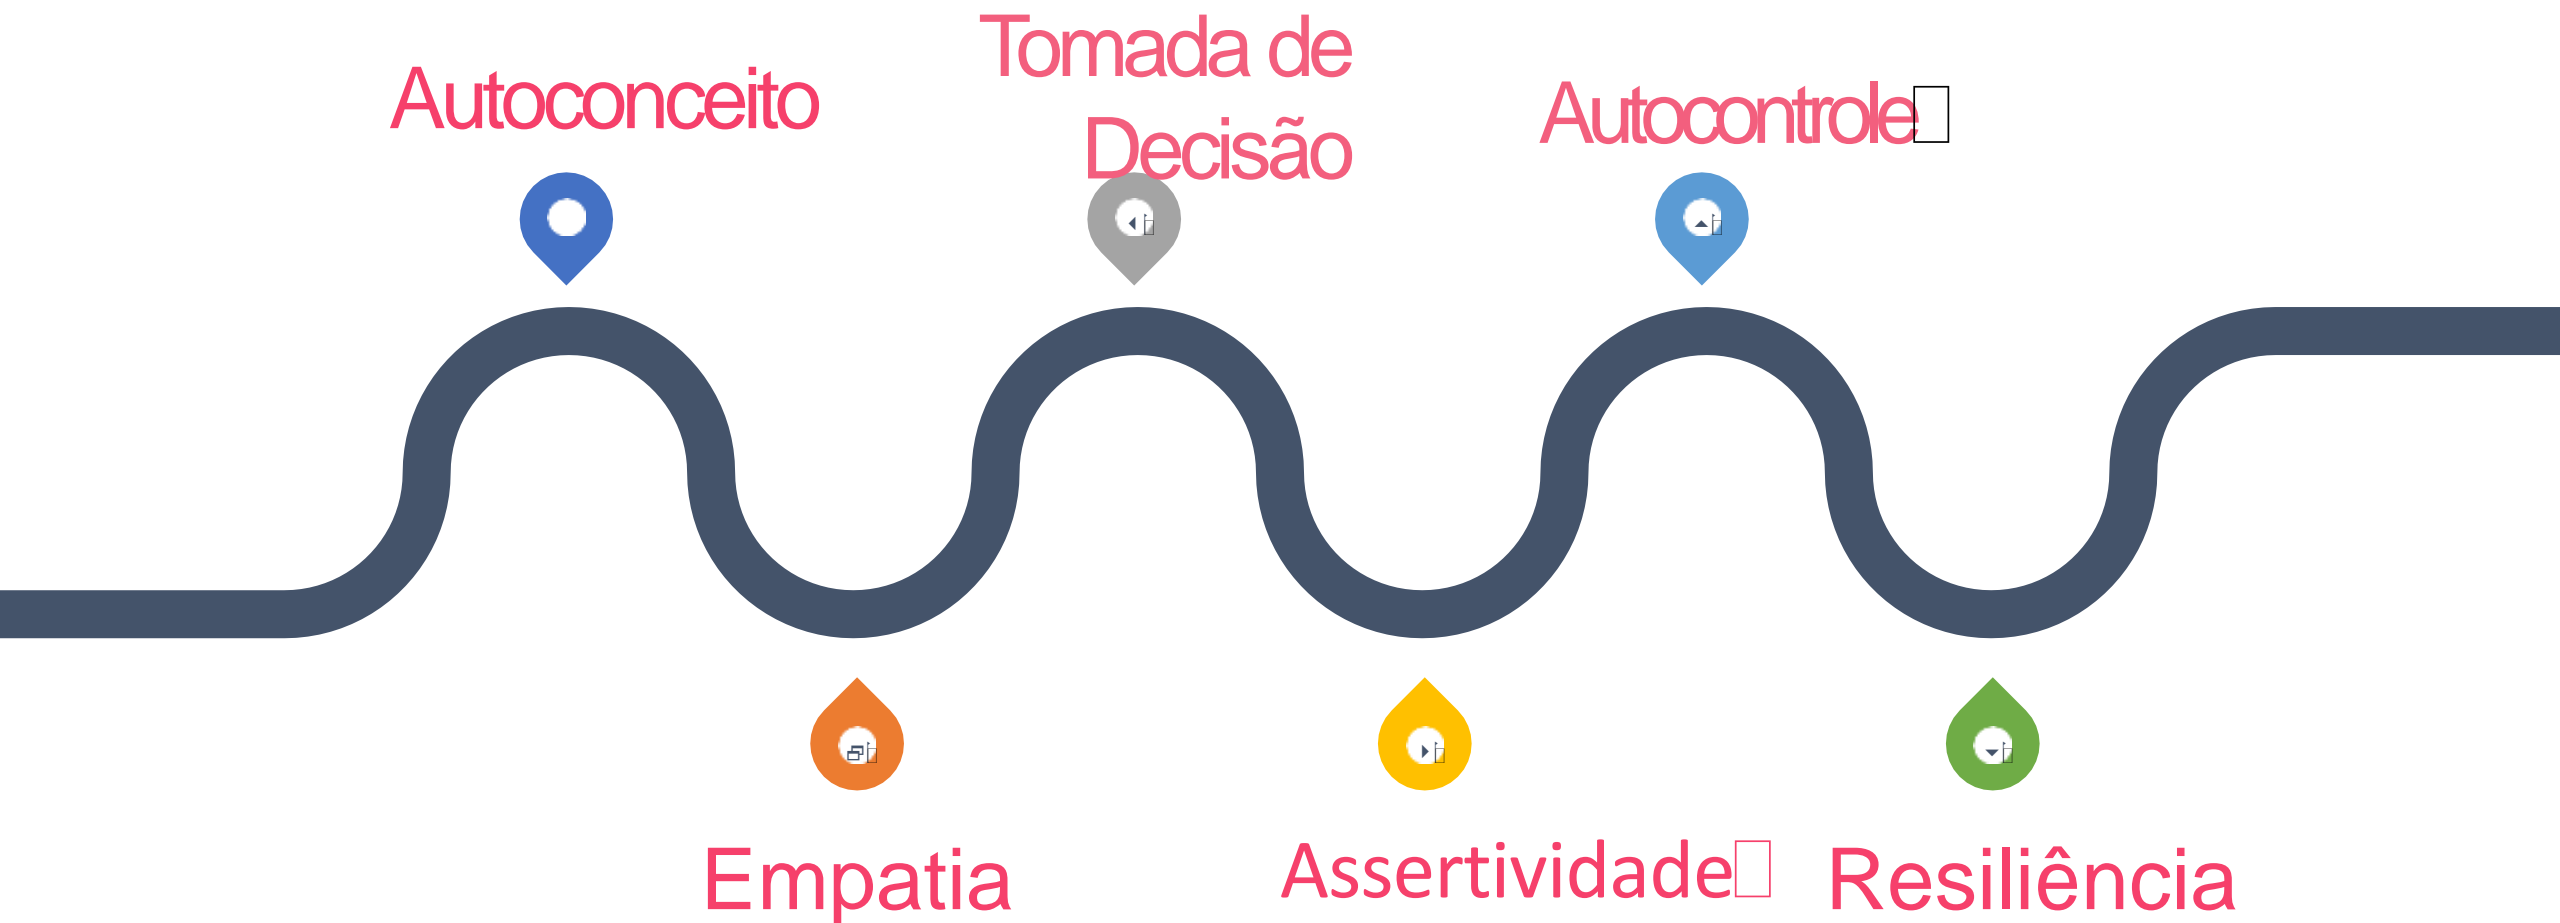 Autoconceito
Tomada de
Decisão
Autocontrole
Empatia
Assertividade
Resiliência